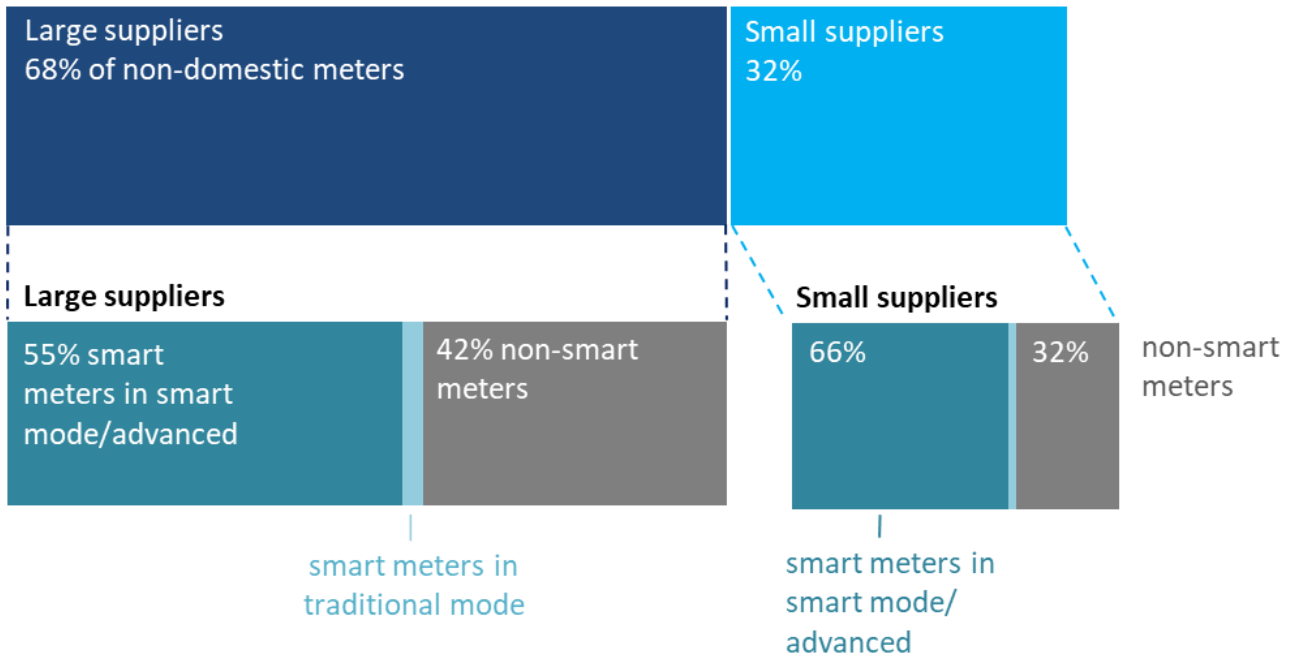 Large suppliers
68% of non-domestic meters
Small suppliers
32%
Large suppliers
55% smart
meters in smart
mode/advanced
42% non-smart
meters
smart meters in
traditional mode
Small suppliers
66%
32%
non-smart
meters
smart meters in
smart mode/
advanced